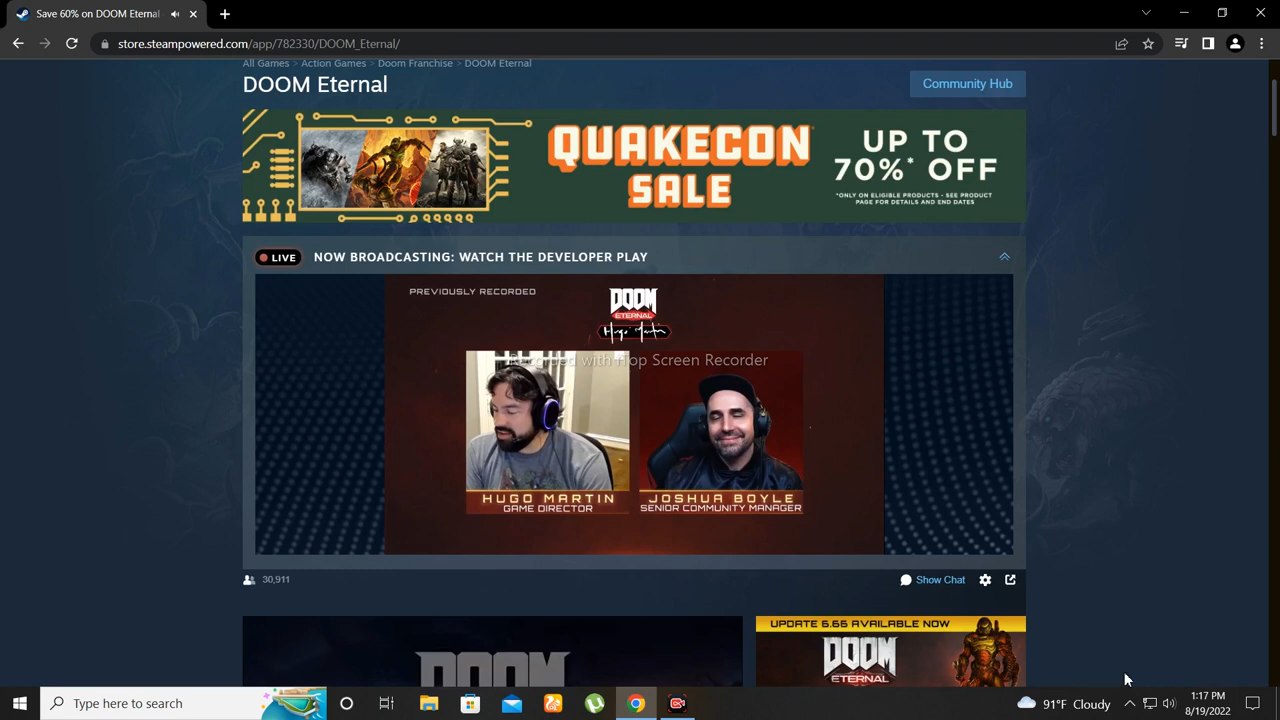 Save 60% on DOOM Eternal
store.steampowered.com/app/782330/DOOM_Eternal/
All Games > Action Games > Doom Franchise > DOOM Eternal
DOOM Eternal
Community Hub
QUAKECON
SALE
UP TO
70%* OFF
*ONLY ON ELIGIBLE PRODUCTS - SEE PRODUCT
PAGE FOR DETAILS AND END DATES
LIVE
NOW BROADCASTING: WATCH THE DEVELOPER PLAY
PREVIOUSLY RECORDED
DOOM
ETERNAL
Hugo Martin
Recorded with iTop Screen Recorder
HUGO MARTIN
GAME DIRECTOR
JOSHUA BOYLE
SENIOR COMMUNITY MANAGER
30,911
Show Chat
DOOM
UPDATE 6.66 AVAILABLE NOW
DOOM
ETERNAL
Type here to search
91°F Cloudy
1:17 PM
8/19/2022